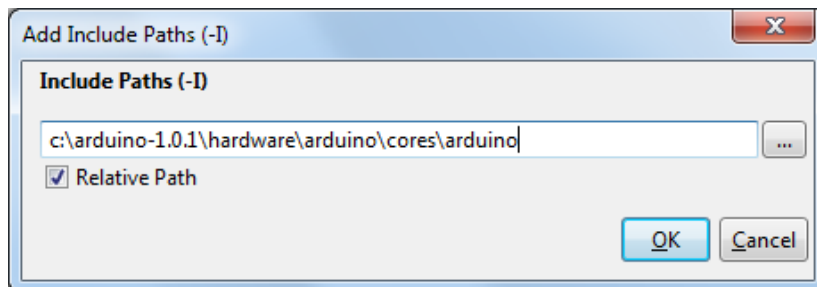 Add Include Paths (-I)
Include Paths (-I)
c:\arduino-1.0.1\hardware\arduino\cores\arduino
...
Relative Path
OK
Cancel